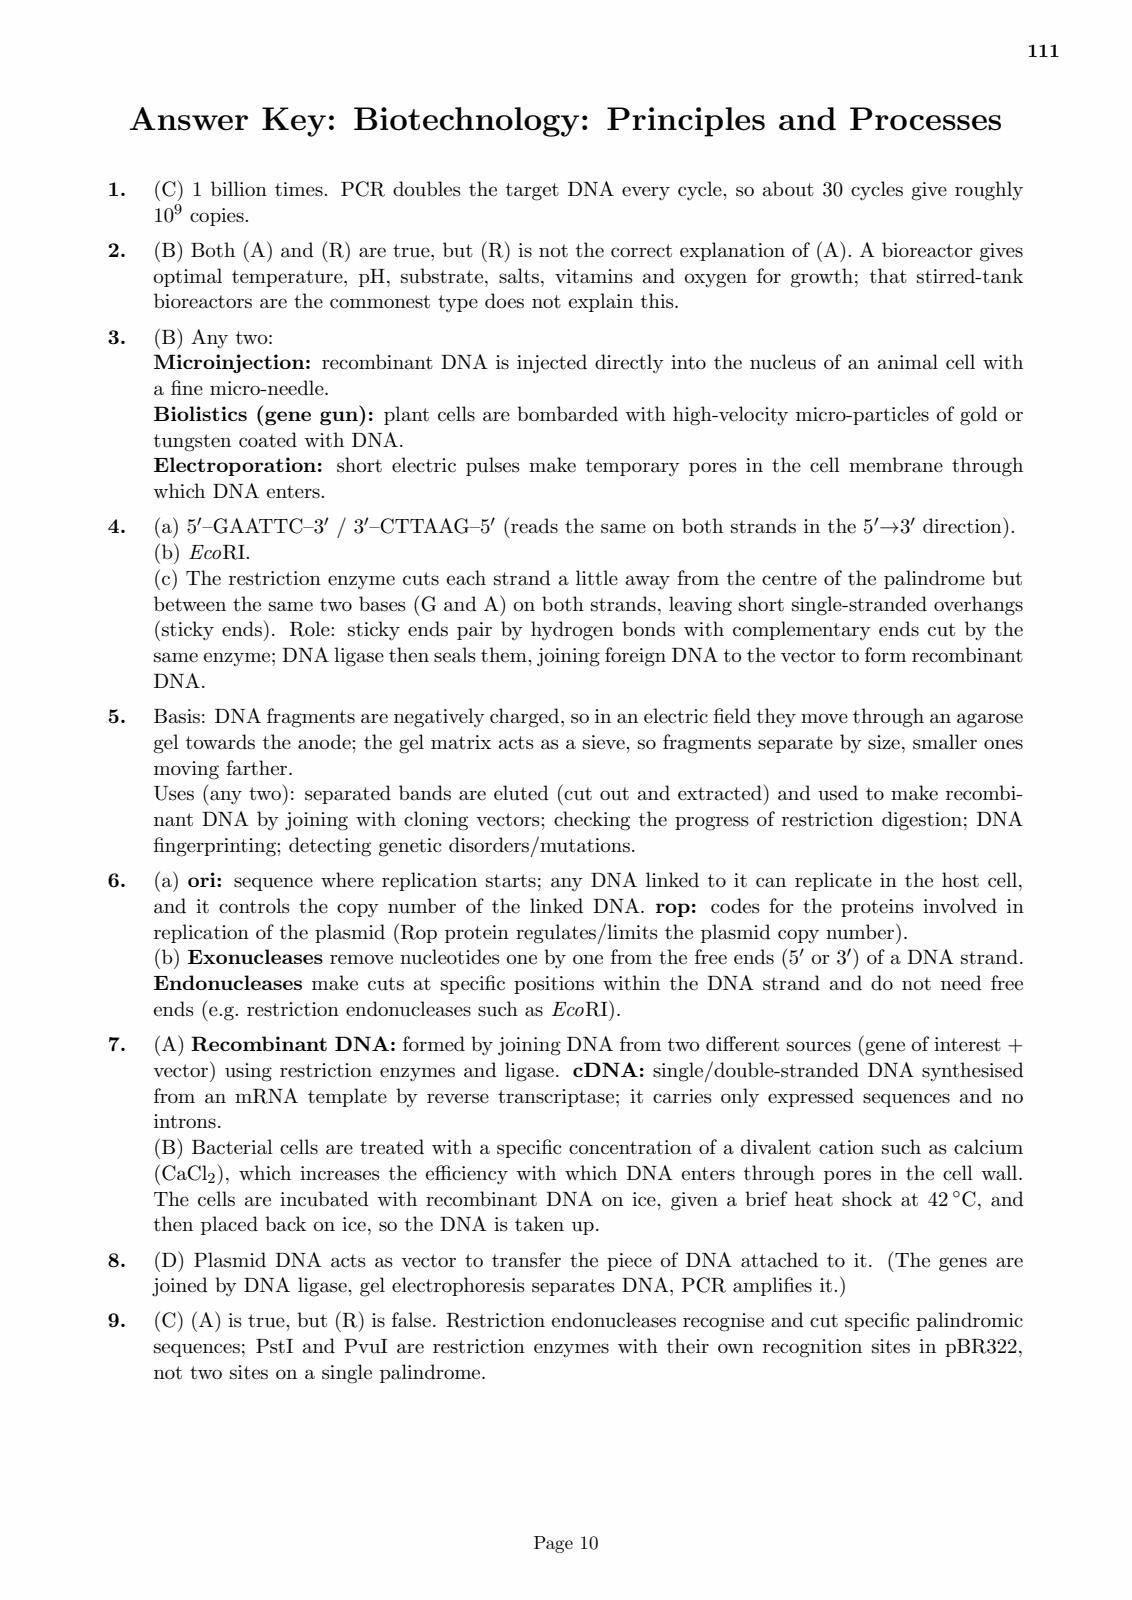 111
Answer Key: Biotechnology: Principles and Processes
1. (C) 1 billion times. PCR doubles the target DNA every cycle, so about 30 cycles give roughly
10⁹ copies.
2. (B) Both (A) and (R) are true, but (R) is not the correct explanation of (A). A bioreactor gives
optimal temperature, pH, substrate, salts, vitamins and oxygen for growth; that stirred-tank
bioreactors are the commonest type does not explain this.
3. (B) Any two:
Microinjection: recombinant DNA is injected directly into the nucleus of an animal cell with
a fine micro-needle.
Biolistics (gene gun): plant cells are bombarded with high-velocity micro-particles of gold or
tungsten coated with DNA.
Electroporation: short electric pulses make temporary pores in the cell membrane through
which DNA enters.
4. (a) 5′–GAATTC–3′ / 3′–CTTAAG–5′ (reads the same on both strands in the 5′→3′ direction).
(b) EcoRI.
(c) The restriction enzyme cuts each strand a little away from the centre of the palindrome but
between the same two bases (G and A) on both strands, leaving short single-stranded overhangs
(sticky ends). Role: sticky ends pair by hydrogen bonds with complementary ends cut by the
same enzyme; DNA ligase then seals them, joining foreign DNA to the vector to form recombinant
DNA.
5. Basis: DNA fragments are negatively charged, so in an electric field they move through an agarose
gel towards the anode; the gel matrix acts as a sieve, so fragments separate by size, smaller ones
moving farther.
Uses (any two): separated bands are eluted (cut out and extracted) and used to make recombi-
nant DNA by joining with cloning vectors; checking the progress of restriction digestion; DNA
fingerprinting; detecting genetic disorders/mutations.
6. (a) ori: sequence where replication starts; any DNA linked to it can replicate in the host cell,
and it controls the copy number of the linked DNA. rop: codes for the proteins involved in
replication of the plasmid (Rop protein regulates/limits the plasmid copy number).
(b) Exonucleases remove nucleotides one by one from the free ends (5′ or 3′) of a DNA strand.
Endonucleases make cuts at specific positions within the DNA strand and do not need free
ends (e.g. restriction endonucleases such as EcoRI).
7. (A) Recombinant DNA: formed by joining DNA from two different sources (gene of interest +
vector) using restriction enzymes and ligase. cDNA: single/double-stranded DNA synthesised
from an mRNA template by reverse transcriptase; it carries only expressed sequences and no
introns.
(B) Bacterial cells are treated with a specific concentration of a divalent cation such as calcium
(CaCl₂), which increases the efficiency with which DNA enters through pores in the cell wall.
The cells are incubated with recombinant DNA on ice, given a brief heat shock at 42 °C, and
then placed back on ice, so the DNA is taken up.
8. (D) Plasmid DNA acts as vector to transfer the piece of DNA attached to it. (The genes are
joined by DNA ligase, gel electrophoresis separates DNA, PCR amplifies it.)
9. (C) (A) is true, but (R) is false. Restriction endonucleases recognise and cut specific palindromic
sequences; PstI and PvuI are restriction enzymes with their own recognition sites in pBR322,
not two sites on a single palindrome.
Page 10